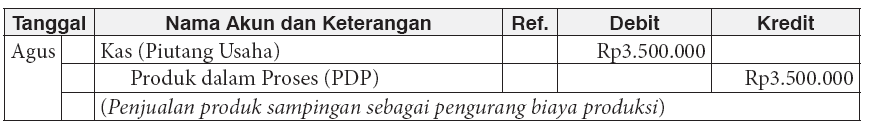 Tanggal Nama Akun dan Keterangan Ref. Debit Kredit
Agus Kas (Piutang Usaha) Rp3.500.000
Produk dalam Proses (PDP) Rp3.500.000
(Penjualan produk sampingan sebagai pengurang biaya produksi)